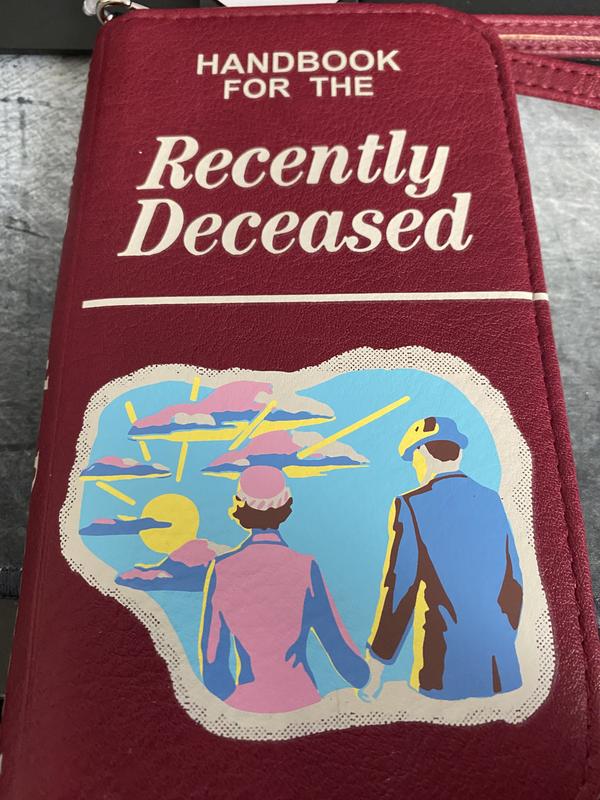 HANDBOOK
FOR THE
Recently
Deceased